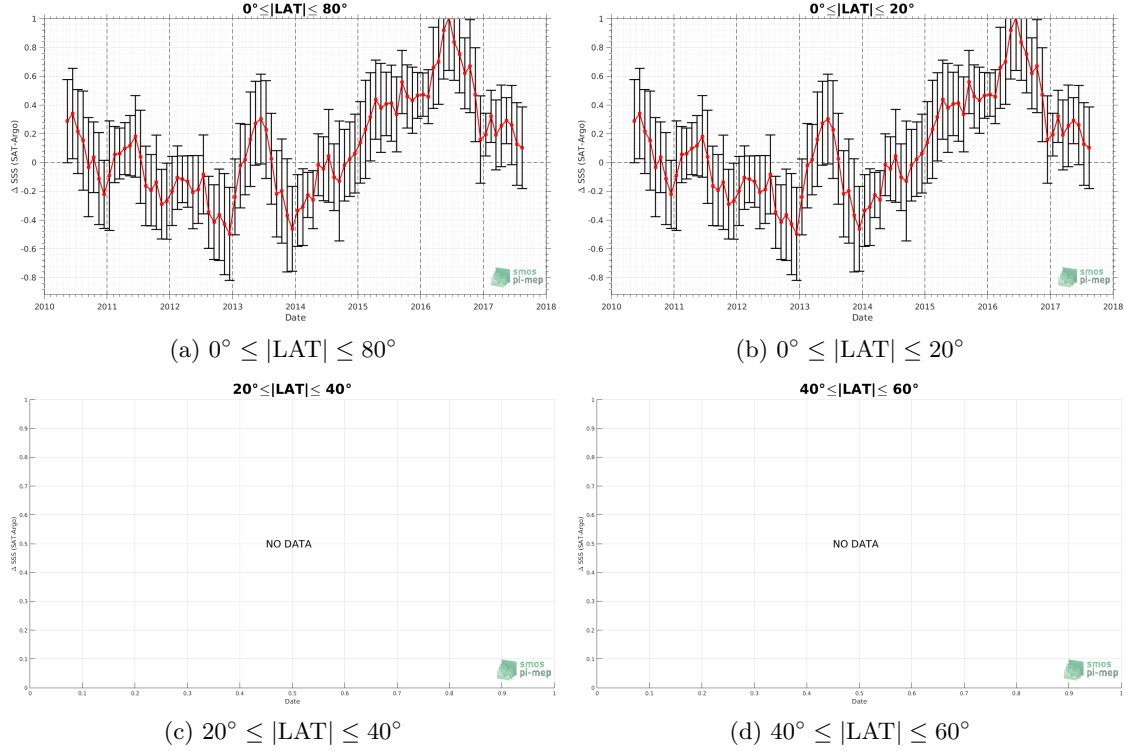 0°≤|LAT|≤ 80°
1
0.8
0.6
0.4
0.2
0
-0.2
-0.4
-0.6
-0.8
Δ SSS (SAT-Argo)
2010 2011 2012 2013 2014 2015 2016 2017 2018
Date
smos
pi-mep
(a) 0° ≤ |LAT| ≤ 80°
0°≤|LAT|≤ 20°
1
0.8
0.6
0.4
0.2
0
-0.2
-0.4
-0.6
-0.8
Δ SSS (SAT-Argo)
2010 2011 2012 2013 2014 2015 2016 2017 2018
Date
smos
pi-mep
(b) 0° ≤ |LAT| ≤ 20°
20°≤|LAT|≤ 40°
1
0.9
0.8
0.7
0.6
0.5
0.4
0.3
0.2
0.1
0
Δ SSS (SAT-Argo)
NO DATA
0 0.1 0.2 0.3 0.4 0.5 0.6 0.7 0.8 0.9 1
Date
smos
pi-mep
(c) 20° ≤ |LAT| ≤ 40°
40°≤|LAT|≤ 60°
1
0.9
0.8
0.7
0.6
0.5
0.4
0.3
0.2
0.1
0
Δ SSS (SAT-Argo)
NO DATA
0 0.1 0.2 0.3 0.4 0.5 0.6 0.7 0.8 0.9 1
Date
smos
pi-mep
(d) 40° ≤ |LAT| ≤ 60°